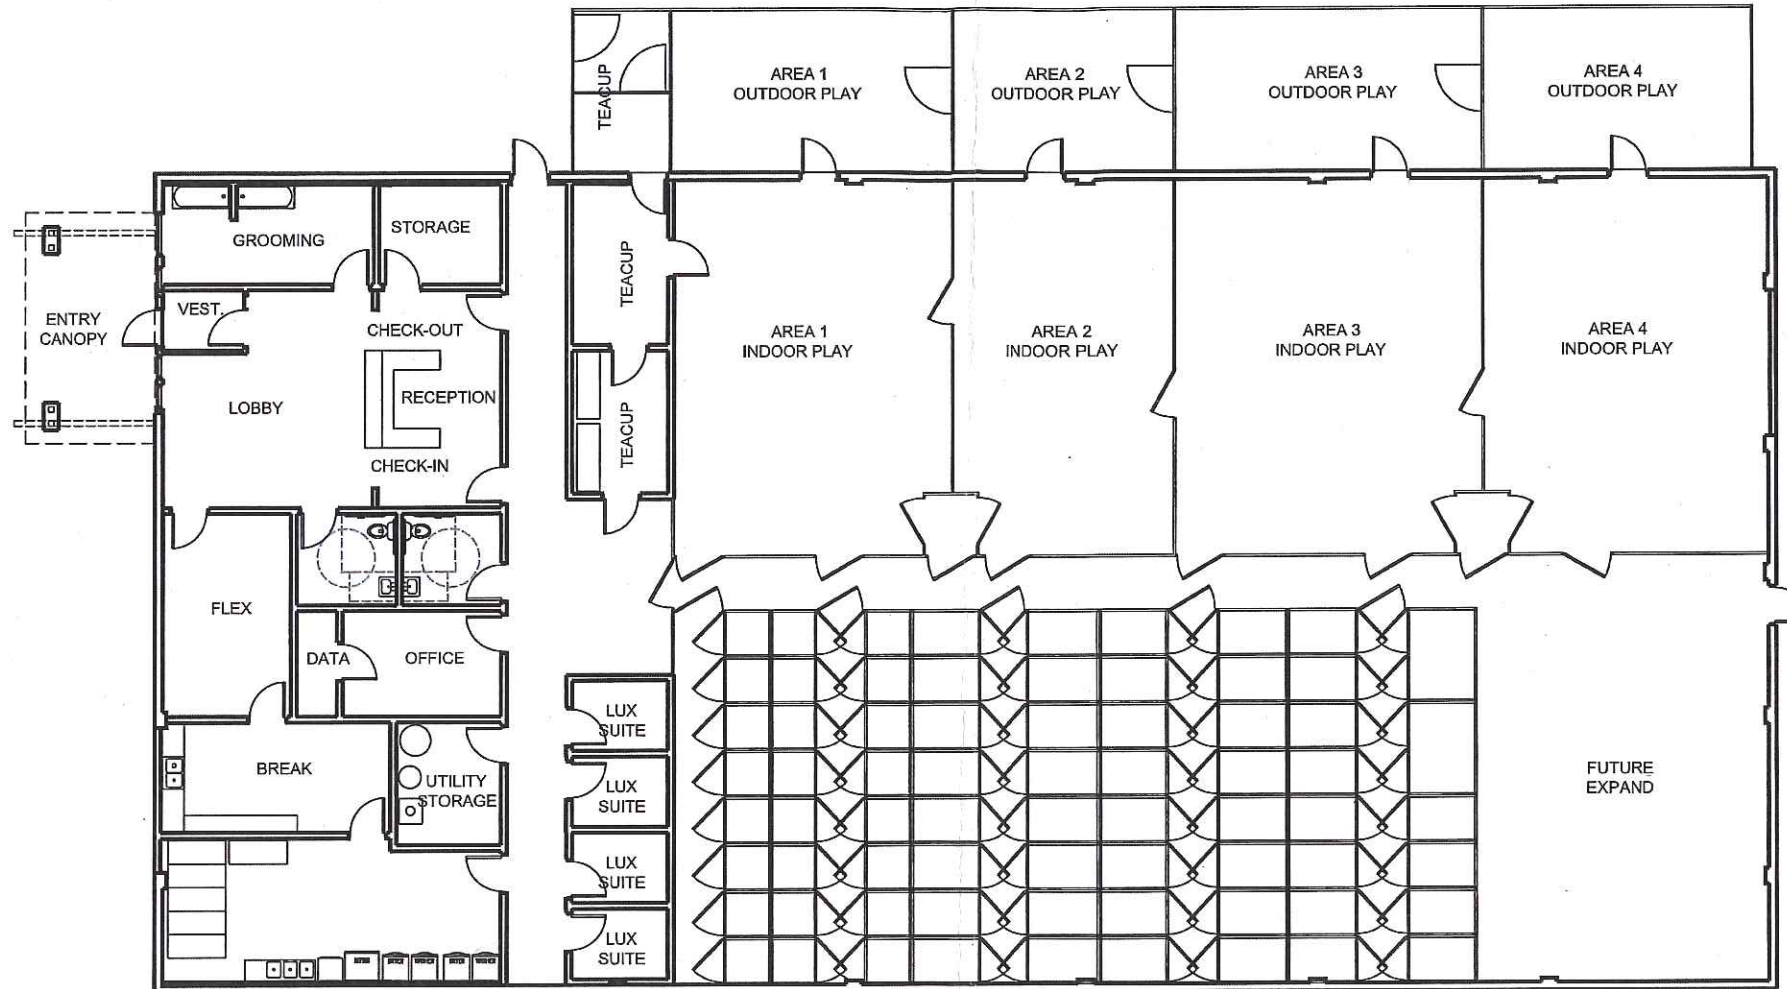 TEACUP
AREA 1
OUTDOOR PLAY
AREA 2
OUTDOOR PLAY
AREA 3
OUTDOOR PLAY
AREA 4
OUTDOOR PLAY
GROOMING
STORAGE
TEACUP
ENTRY
CANOPY
VEST.
CHECK-OUT
LOBBY
RECEPTION
CHECK-IN
TEACUP
AREA 1
INDOOR PLAY
AREA 2
INDOOR PLAY
AREA 3
INDOOR PLAY
AREA 4
INDOOR PLAY
FLEX
DATA
OFFICE
BREAK
UTILITY
STORAGE
LUX
SUITE
LUX
SUITE
LUX
SUITE
LUX
SUITE
FUTURE
EXPAND